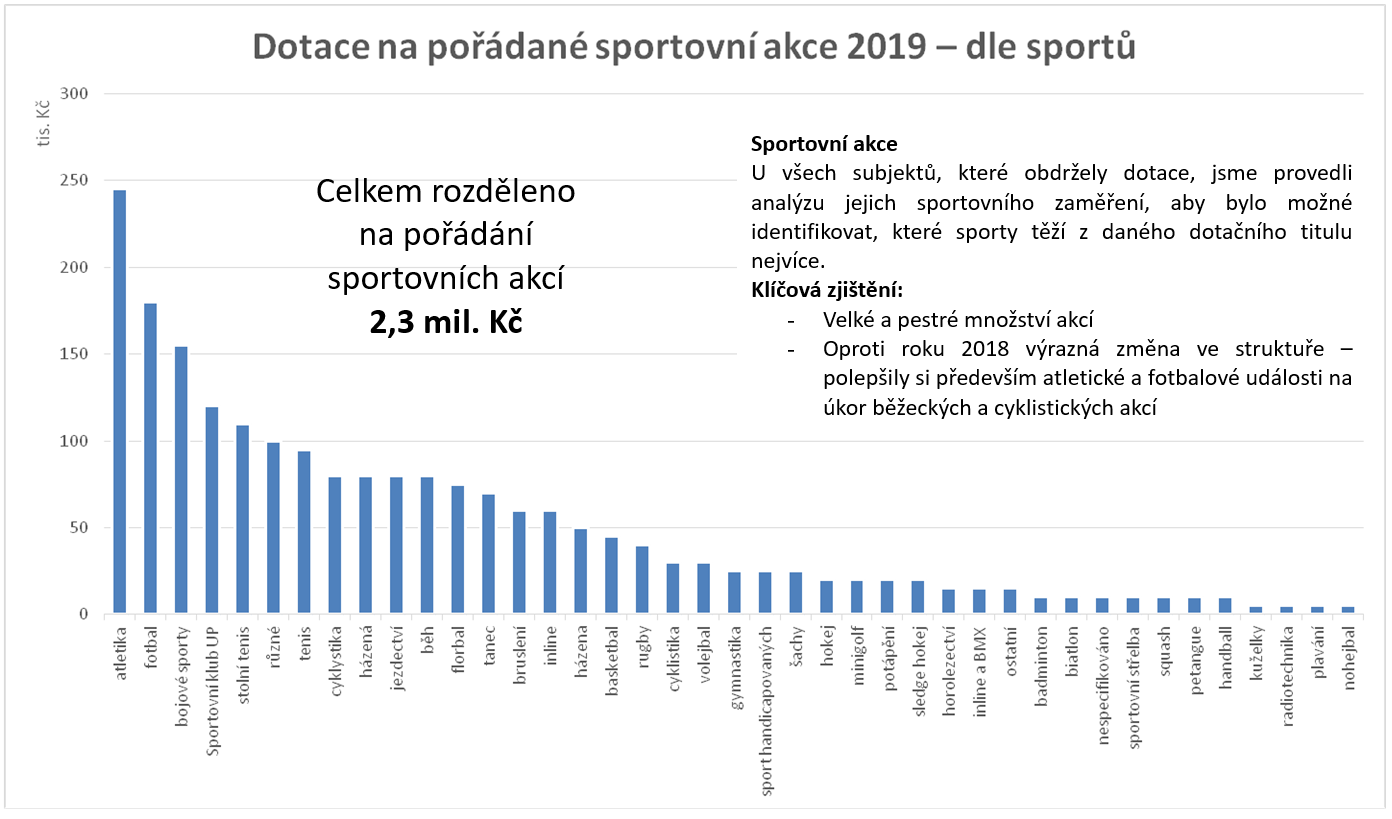 Dotace na pořádané sportovní akce 2019 – dle sportů
tis. Kč
300
250
200
150
100
50
0
Celkem rozděleno
na pořádání
sportovních akcí
2,3 mil. Kč
Sportovní akce
U všech subjektů, které obdržely dotace, jsme provedli
analýzu jejich sportovního zaměření, aby bylo možné
identifikovat, které sporty těží z daného dotačního titulu
nejvíce.
Klíčová zjištění:
- Velké a pestré množství akcí
- Oproti roku 2018 výrazná změna ve struktuře –
polepšily si především atletické a fotbalové události na
úkor běžeckých a cyklistických akcí
atletika
fotbal
bojové sporty
Sportovní klub UP
stolní tenis
různé
tenis
cyklystika
házená
jezdectví
běh
florbal
tanec
bruslení
inline
házena
basketbal
rugby
cyklistika
volejbal
gymnastika
sport handicapovaných
šachy
hokej
minigolf
potápění
sledge hokej
horolezectví
inline a BMX
ostatní
badminton
biatlon
nespecifikováno
sportovní střelba
squash
petangue
handball
kuželky
radiotechnika
plavání
nohejbal